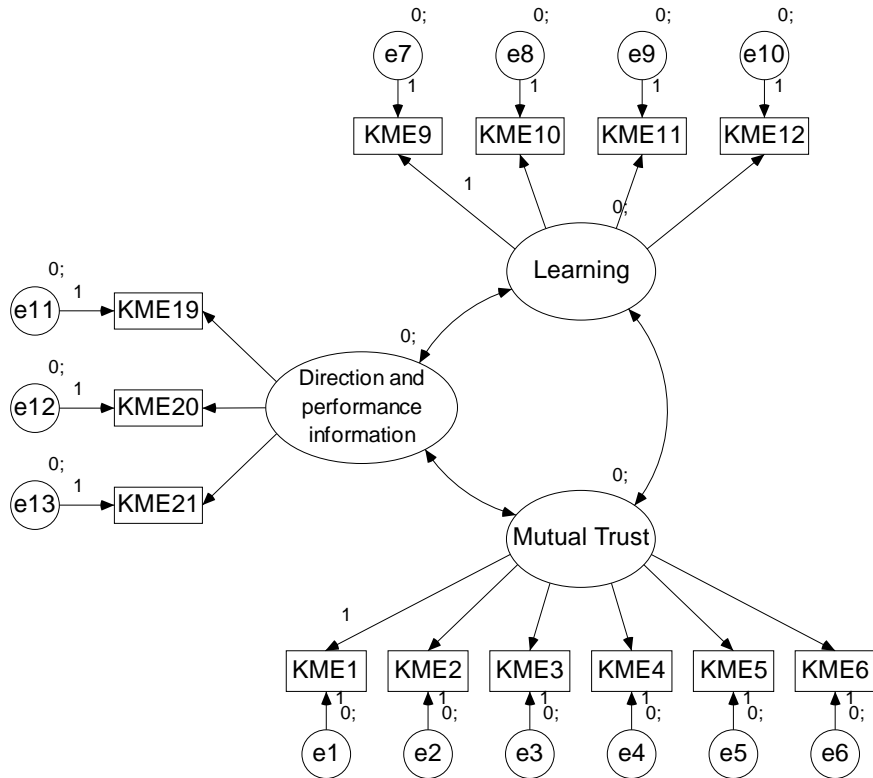 0; 0; 0; 0;
e7 e8 e9 e10
1 1 1 1
KME9 KME10 KME11 KME12
1
0;
Learning
0;
e11
1
KME19
0;
e12
1
KME20
0;
e13
1
KME21
0;
Direction and
performance
information
0;
Mutual Trust
1
KME1 KME2 KME3 KME4 KME5 KME6
1 1 1 1 1 1
0; 0; 0; 0; 0; 0;
e1 e2 e3 e4 e5 e6